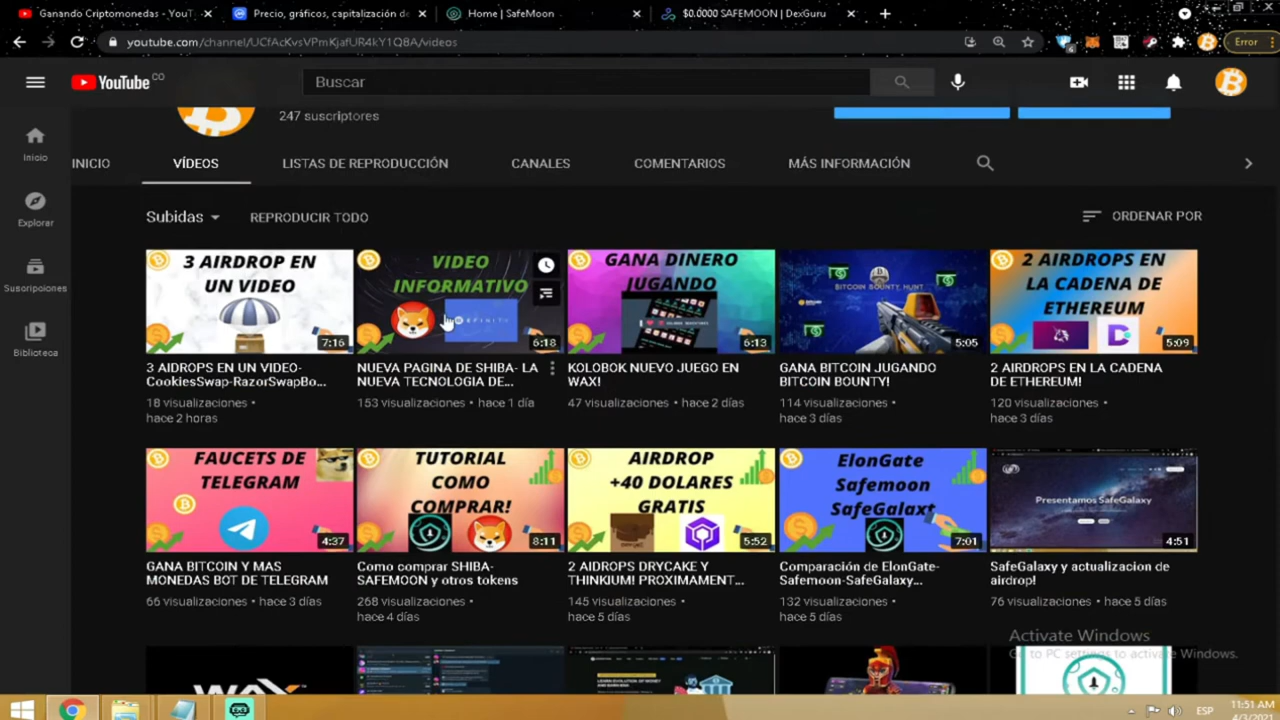 Ganando Criptomonedas - YouT
Precio, gráficos, capitalización de
Home | SafeMoon
$0.0000 SAFEMOON | DexGuru
youtube.com/channel/UCfAcKvsVPmKjafUR4kY1Q8A/videos
Error
YouTube CO
Buscar
247 suscriptores
INICIO
VÍDEOS
LISTAS DE REPRODUCCIÓN
CANALES
COMENTARIOS
MÁS INFORMACIÓN
Inicio
Explorar
Suscripciones
Biblioteca
Subidas
REPRODUCIR TODO
ORDENAR POR
3 AIRDROP EN
UN VIDEO
7:16
VIDEO
INFORMATIVO
6:18
GANA DINERO
JUGANDO
6:13
BITCOIN BOUNTY HUNT
5:05
2 AIRDROPS EN
LA CADENA DE
ETHEREUM
5:09
3 AIDROPS EN UN VIDEO-
CookiesSwap-RazorSwapBo...
18 visualizaciones •
hace 2 horas
NUEVA PAGINA DE SHIBA- LA
NUEVA TECNOLOGIA DE...
153 visualizaciones • hace 1 día
KOLOBOK NUEVO JUEGO EN
WAX!
47 visualizaciones • hace 2 días
GANA BITCOIN JUGANDO
BITCOIN BOUNTY!
114 visualizaciones •
hace 3 días
2 AIRDROPS EN LA CADENA
DE ETHEREUM!
120 visualizaciones •
hace 3 días
FAUCETS DE
TELEGRAM
4:37
TUTORIAL
COMO
COMPRAR!
8:11
AIRDROP
+40 DOLARES
GRATIS
5:52
ElonGate
Safemoon
SafeGalaxt
7:01
Presentamos SafeGalaxy
4:51
GANA BITCOIN Y MAS
MONEDAS BOT DE TELEGRAM
66 visualizaciones • hace 3 días
Como comprar SHIBA-
SAFEMOON y otros tokens
268 visualizaciones •
hace 4 días
2 AIDROPS DRYCAKE Y
THINKIUM! PROXIMAMENT...
145 visualizaciones •
hace 5 días
Comparación de ElonGate-
Safemoon-SafeGalaxy...
132 visualizaciones •
hace 5 días
SafeGalaxy y actualizacion de
airdrop!
76 visualizaciones • hace 5 días
WAX
Activate Windows
Go to PC settings to activate Windows.
ESP
11:51 AM
4/3/2021